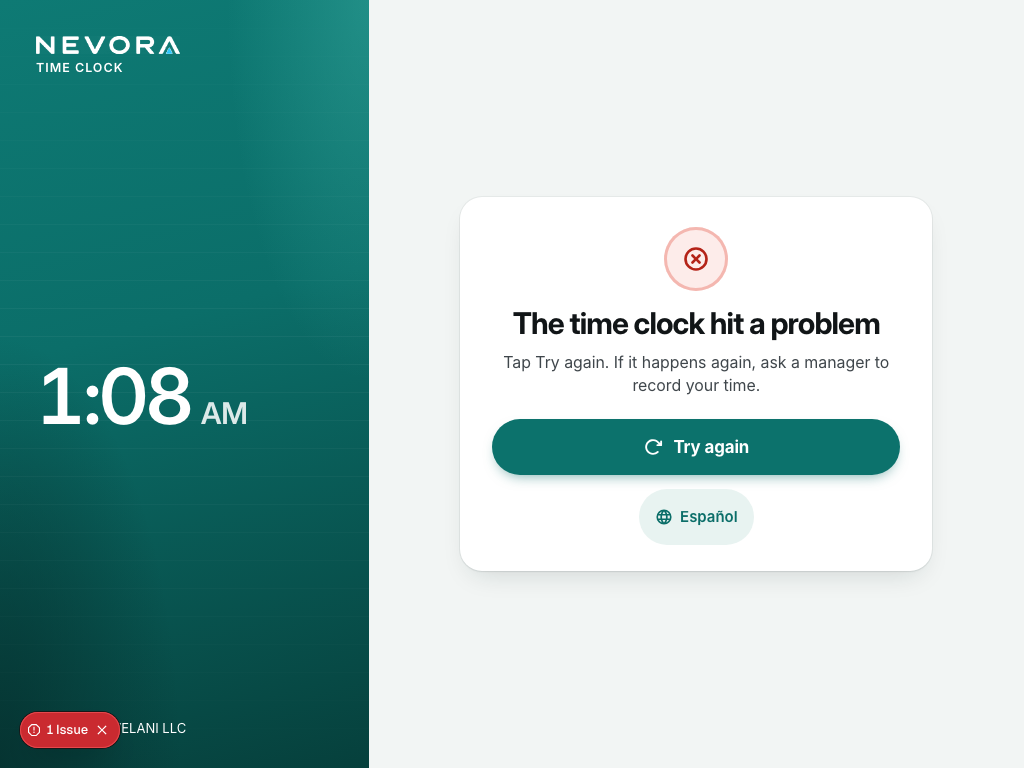 NEVORA
TIME CLOCK
1:08 AM
The time clock hit a problem
Tap Try again. If it happens again, ask a manager to
record your time.
Try again
Español
1 Issue
LLC